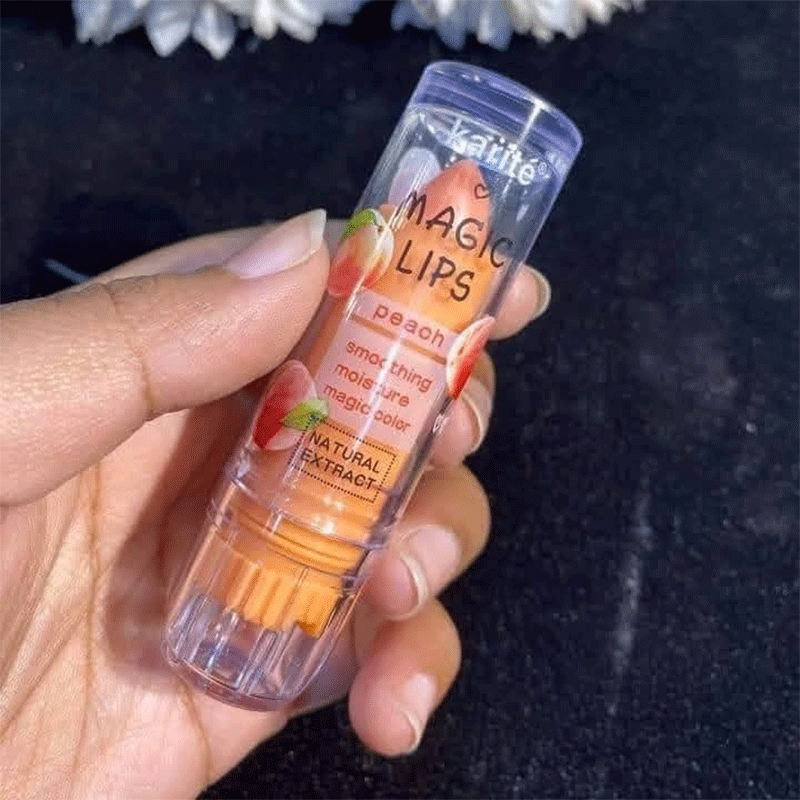 karité®
MAGIC
LIPS
peach
smoothing
moisture
magic color
NATURAL
EXTRACT